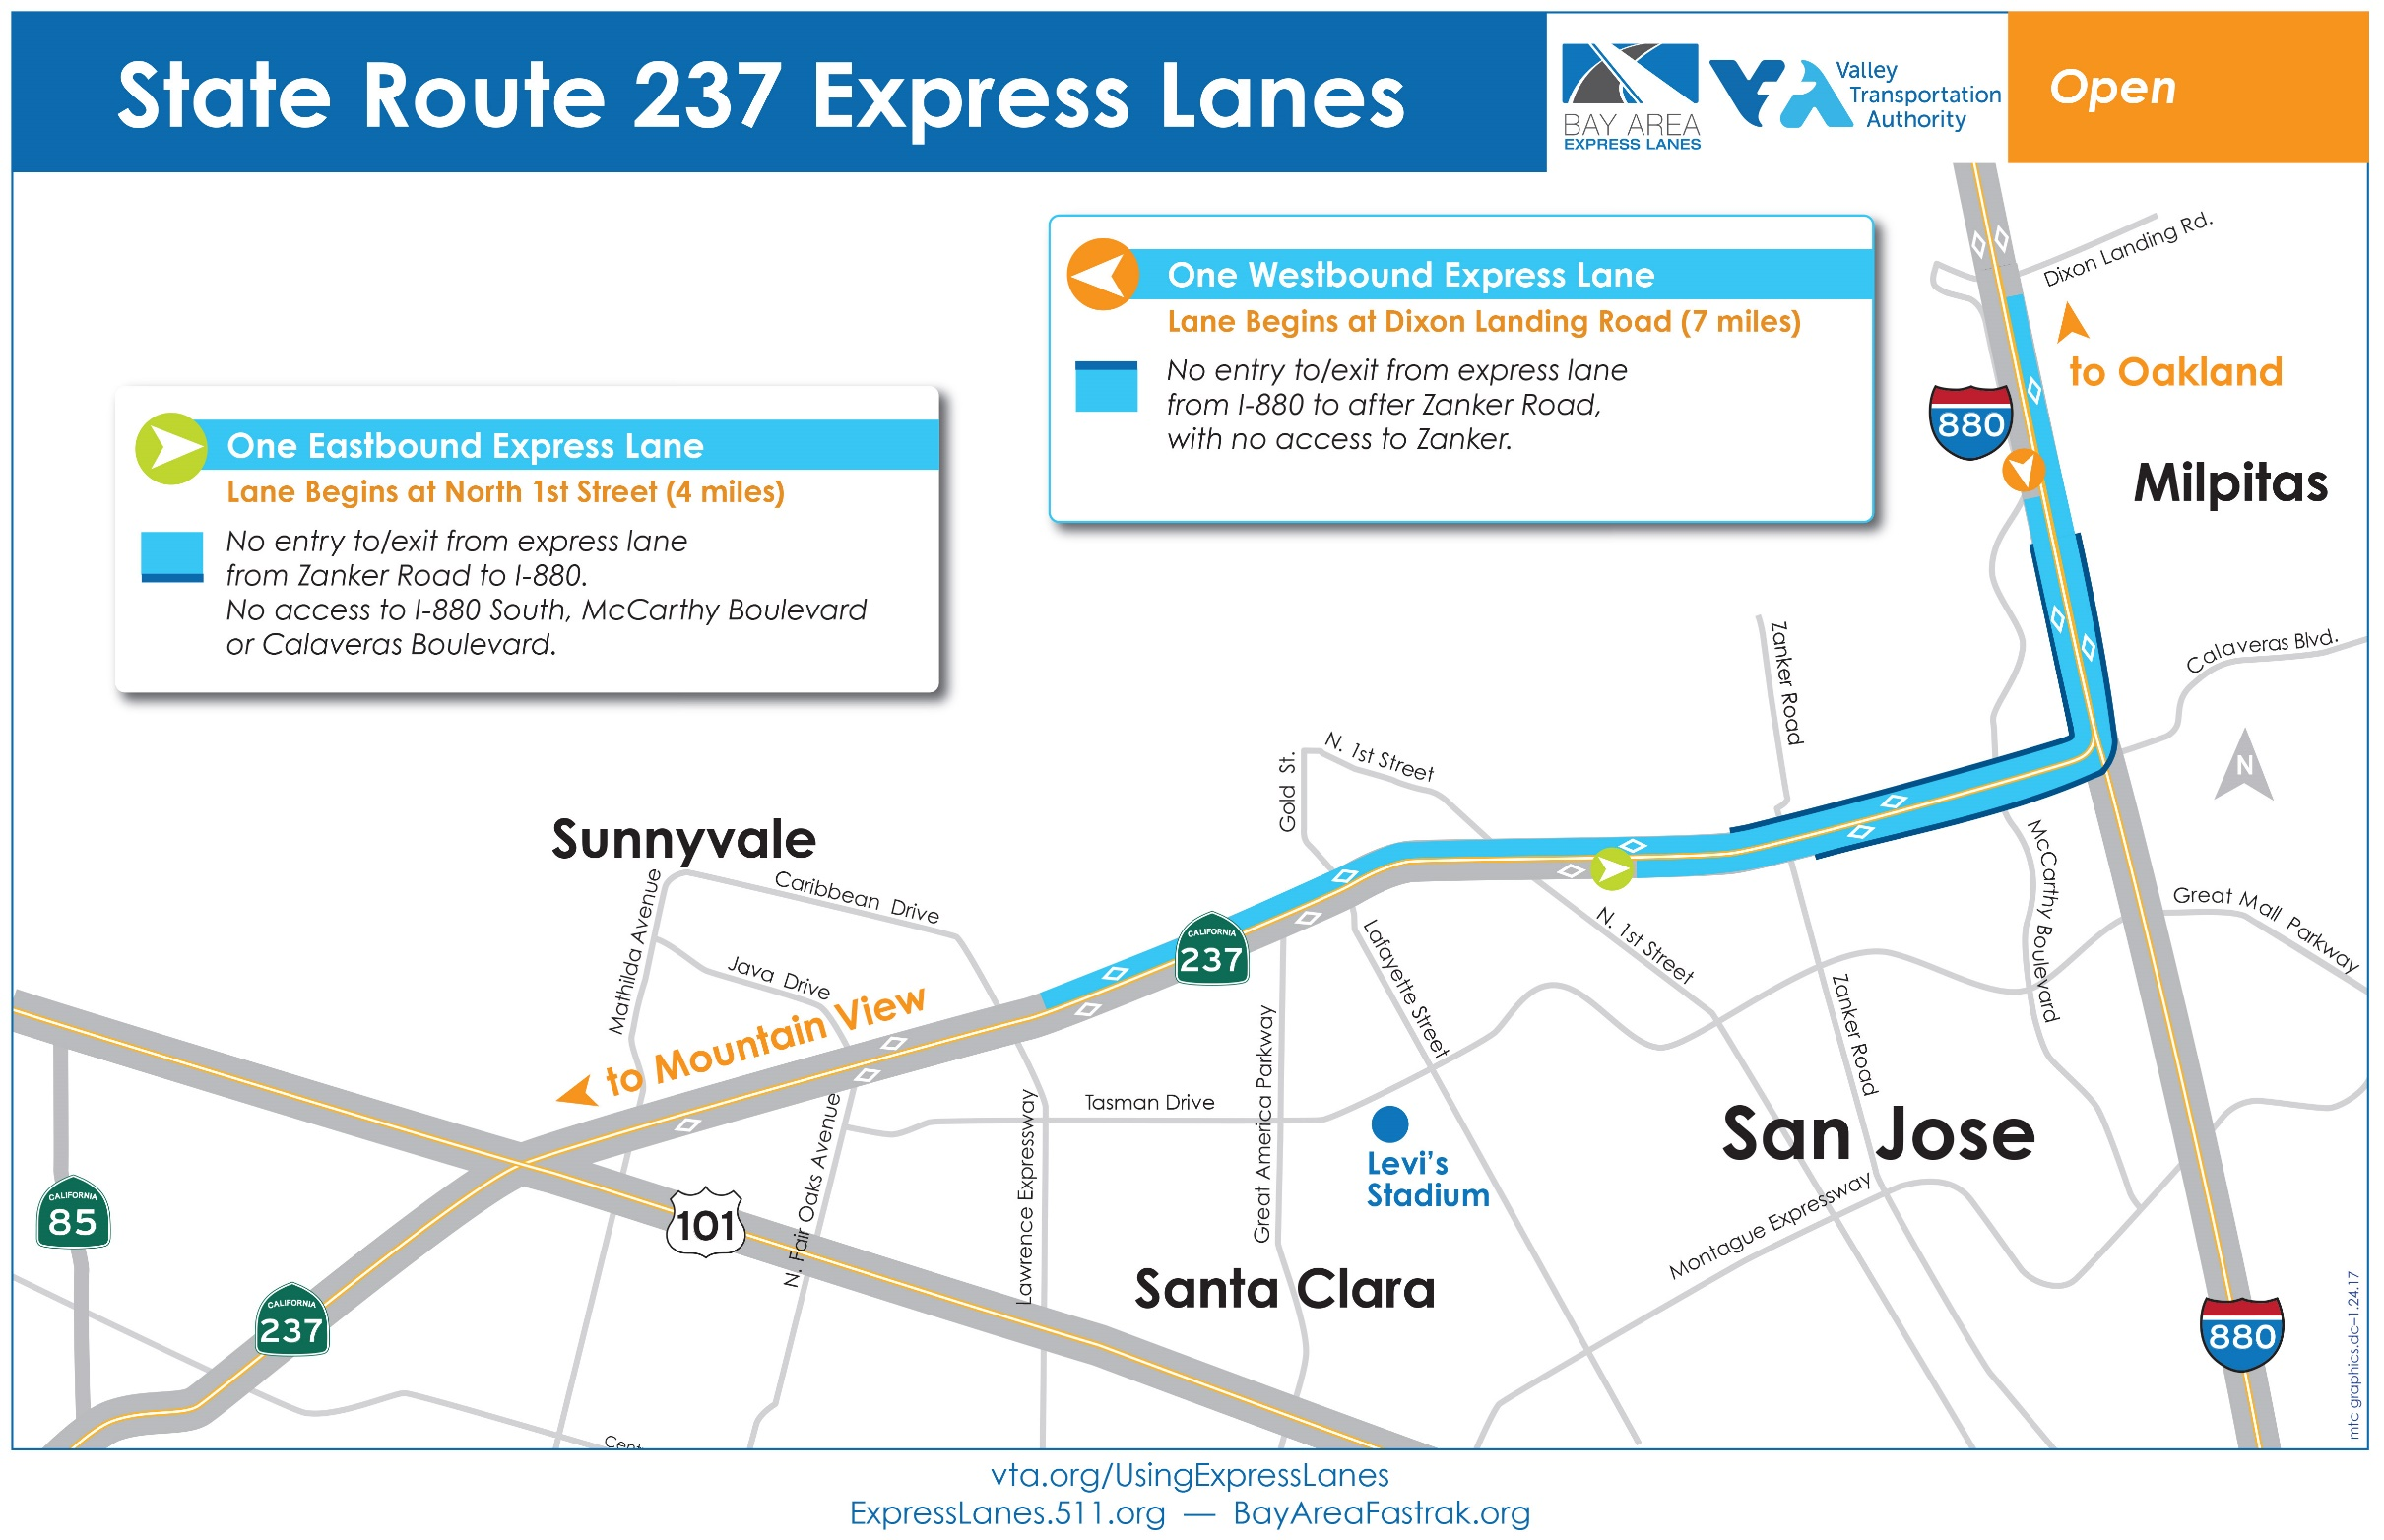 State Route 237 Express Lanes
BAY AREA
EXPRESS LANES
VTA
Valley
Transportation
Authority
Open
One Westbound Express Lane
Lane Begins at Dixon Landing Road (7 miles)
No entry to/exit from express lane
from I-880 to after Zanker Road,
with no access to Zanker.
One Eastbound Express Lane
Lane Begins at North 1st Street (4 miles)
No entry to/exit from express lane
from Zanker Road to I-880.
No access to I-880 South, McCarthy Boulevard
or Calaveras Boulevard.
Dixon Landing Rd.
to Oakland
880
Milpitas
Zanker Road
Calaveras Blvd.
N
N. 1st Street
Gold St.
Sunnyvale
Caribbean Drive
Mathilda Avenue
Java Drive
to Mountain View
CALIFORNIA
237
Lafayette Street
N. 1st Street
Zanker Road
McCarthy Boulevard
Great Mall Parkway
Tasman Drive
Great America Parkway
Lawrence Expressway
N. Fair Oaks Avenue
Levi's
Stadium
San Jose
Montague Expressway
Santa Clara
CALIFORNIA
85
101
CALIFORNIA
237
880
Cent
mtc graphics.dc–1.24.17
vta.org/UsingExpressLanes
ExpressLanes.511.org — BayAreaFastrak.org